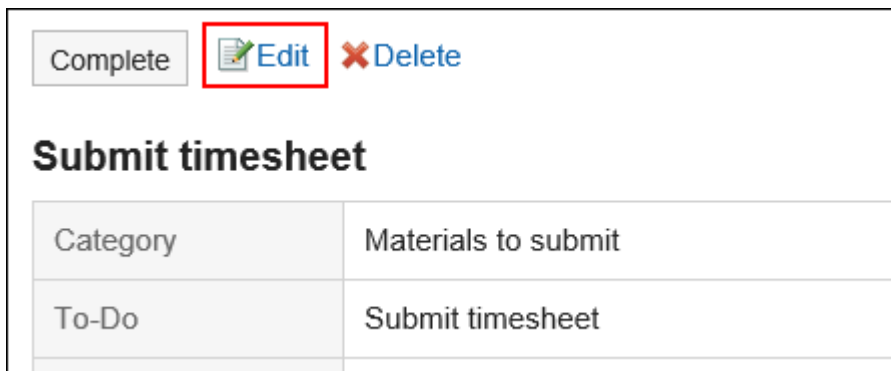 Complete Edit Delete
Submit timesheet
Category Materials to submit
To-Do Submit timesheet